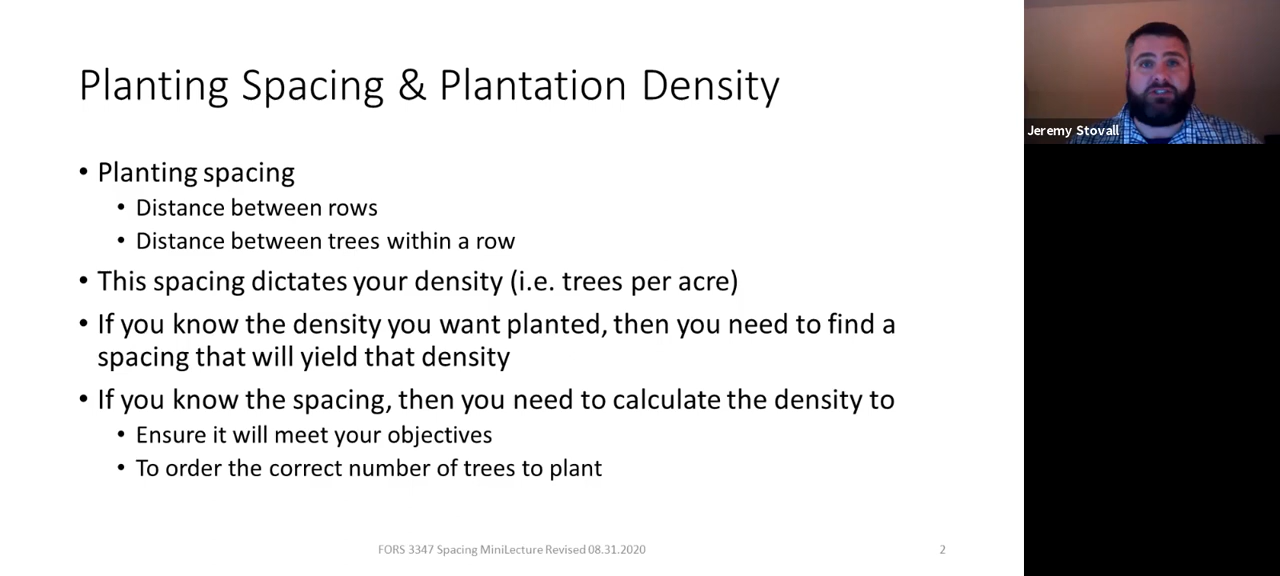 Planting Spacing & Plantation Density
• Planting spacing
• Distance between rows
• Distance between trees within a row
• This spacing dictates your density (i.e. trees per acre)
• If you know the density you want planted, then you need to find a
spacing that will yield that density
• If you know the spacing, then you need to calculate the density to
• Ensure it will meet your objectives
• To order the correct number of trees to plant
FORS 3347 Spacing MiniLecture Revised 08.31.2020
2
Jeremy Stovall